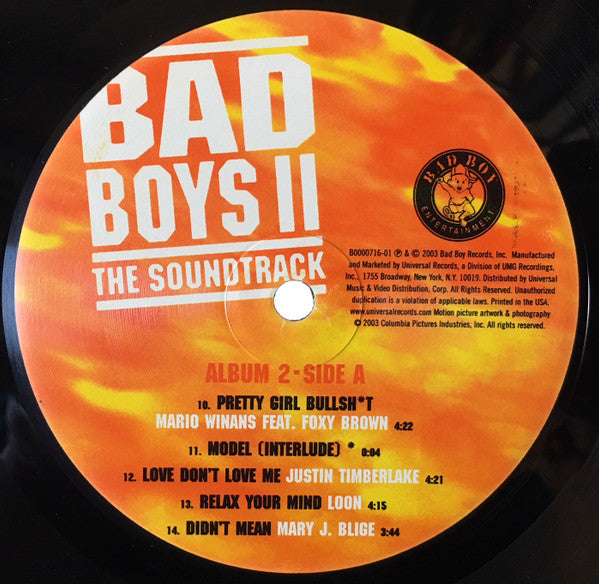 BAD
BOYS II
THE SOUNDTRACK
BAD BOY
ENTERTAINMENT
B0000716-01 ℗ & © 2003 Bad Boy Records, Inc. Manufactured
and Marketed by Universal Records, a Division of UMG Recordings,
Inc., 1755 Broadway, New York, N.Y. 10019. Distributed by Universal
Music & Video Distribution, Corp. All Rights Reserved. Unauthorized
duplication is a violation of applicable laws. Printed in the USA.
www.universalrecords.com Motion picture artwork & photography
© 2003 Columbia Pictures Industries, Inc. All rights reserved.
ALBUM 2 - SIDE A
10. PRETTY GIRL BULLSH*T
MARIO WINANS FEAT. FOXY BROWN 4:22
11. MODEL (INTERLUDE) * 0:04
12. LOVE DON'T LOVE ME JUSTIN TIMBERLAKE 4:21
13. RELAX YOUR MIND LOON 4:15
14. DIDN'T MEAN MARY J. BLIGE 3:44